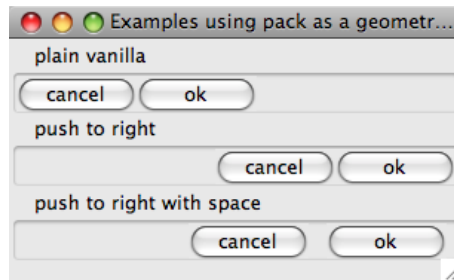 Examples using pack as a geometr...
plain vanilla
cancel ok
push to right
cancel ok
push to right with space
cancel ok